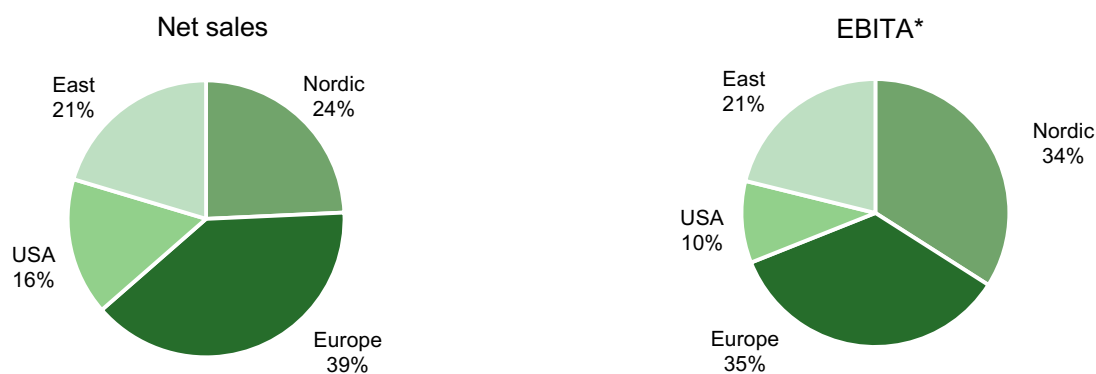 Net sales
East
21%
Nordic
24%
USA
16%
Europe
39%
EBITA*
East
21%
Nordic
34%
USA
10%
Europe
35%